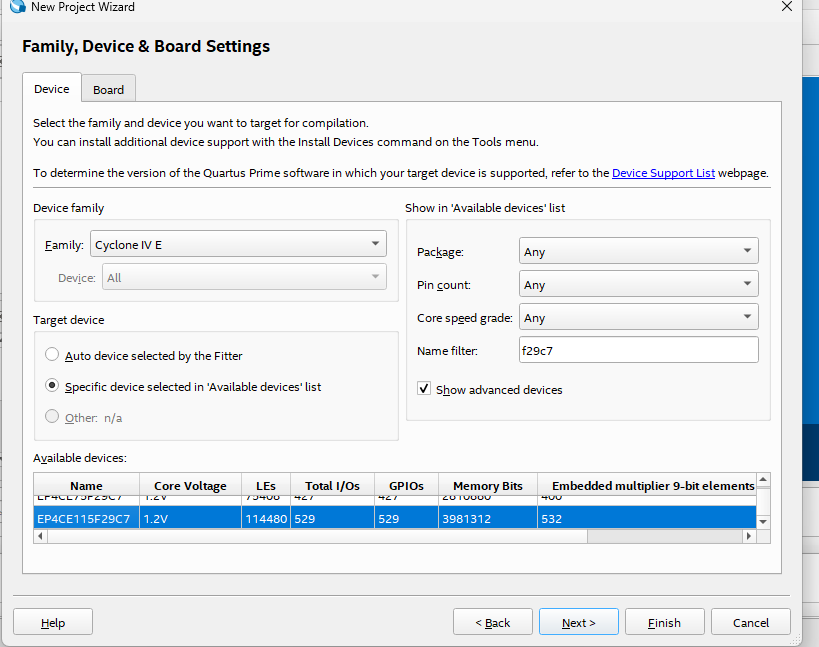 New Project Wizard
Family, Device & Board Settings
Device Board
Select the family and device you want to target for compilation.
You can install additional device support with the Install Devices command on the Tools menu.
To determine the version of the Quartus Prime software in which your target device is supported, refer to the Device Support List webpage.
Device family
Family: Cyclone IV E
Device: All
Show in 'Available devices' list
Package: Any
Pin count: Any
Core speed grade: Any
Name filter: f29c7
Show advanced devices
Target device
Auto device selected by the Fitter
Specific device selected in 'Available devices' list
Other: n/a
Available devices:
Name Core Voltage LEs Total I/Os GPIOs Memory Bits Embedded multiplier 9-bit elements
EP4CE75F29C7 1.2V 75408 427 427 2810880 400
EP4CE115F29C7 1.2V 114480 529 529 3981312 532
Help < Back Next > Finish Cancel